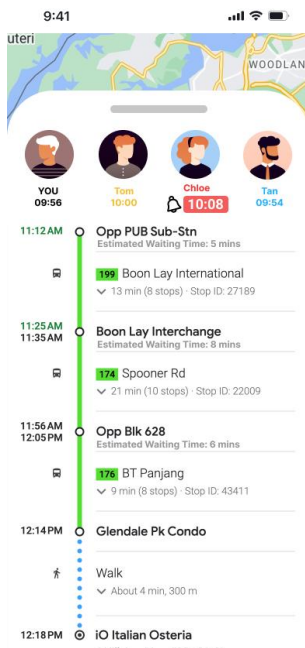 9:41
uteri
WOODLAN
YOU
09:56
Tom
10:00
Chloe
10:08
Tan
09:54
11:12 AM Opp PUB Sub-Stn
Estimated Waiting Time: 5 mins
199 Boon Lay International
13 min (8 stops) · Stop ID: 27189
11:25 AM
11:35 AM Boon Lay Interchange
Estimated Waiting Time: 8 mins
174 Spooner Rd
21 min (10 stops) · Stop ID: 22009
11:56 AM
12:05 PM Opp Blk 628
Estimated Waiting Time: 6 mins
176 BT Panjang
9 min (8 stops) · Stop ID: 43411
12:14 PM Glendale Pk Condo
Walk
About 4 min, 300 m
12:18 PM iO Italian Osteria